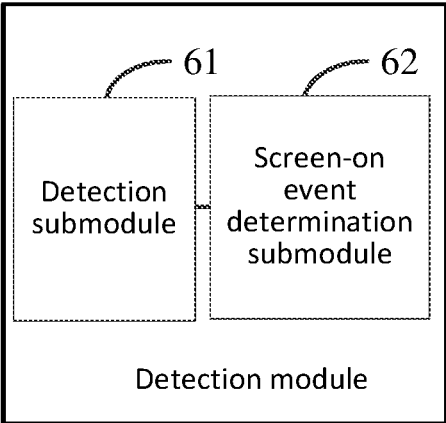 61
62
Detection
submodule
Screen-on
event
determination
submodule
Detection module